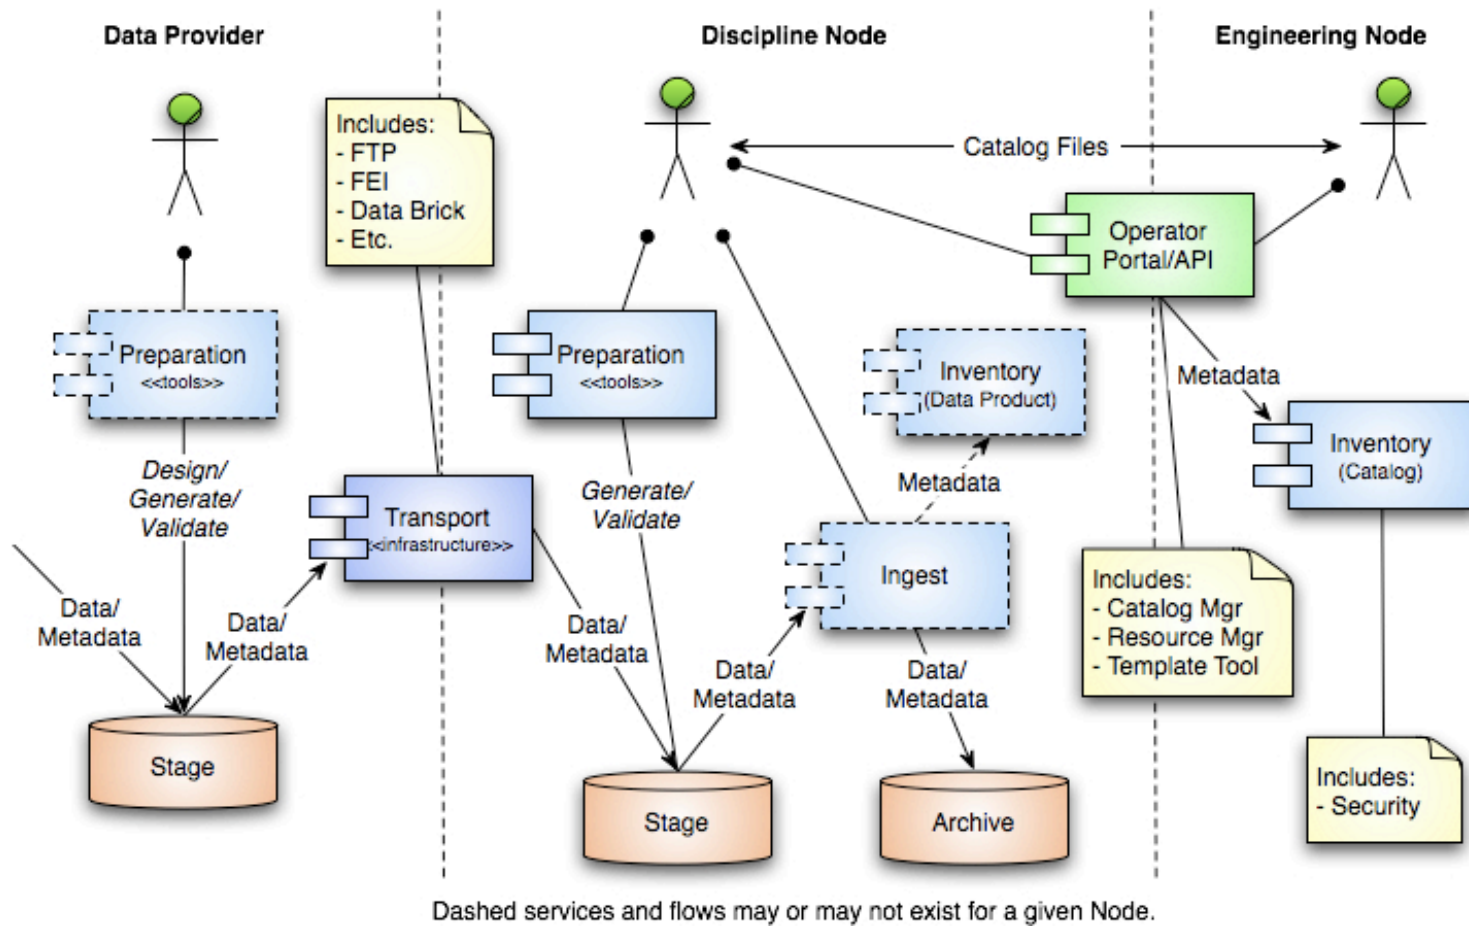 Data Provider
Discipline Node
Engineering Node
Includes:
- FTP
- FEI
- Data Brick
- Etc.
Catalog Files
Operator
Portal/API
Preparation
<<tools>>
Preparation
<<tools>>
Inventory
(Data Product)
Metadata
Inventory
(Catalog)
Design/
Generate/
Validate
Transport
<<infrastructure>>
Generate/
Validate
Metadata
Ingest
Includes:
- Catalog Mgr
- Resource Mgr
- Template Tool
Data/
Metadata
Data/
Metadata
Data/
Metadata
Data/
Metadata
Data/
Metadata
Stage
Stage
Archive
Includes:
- Security
Dashed services and flows may or may not exist for a given Node.